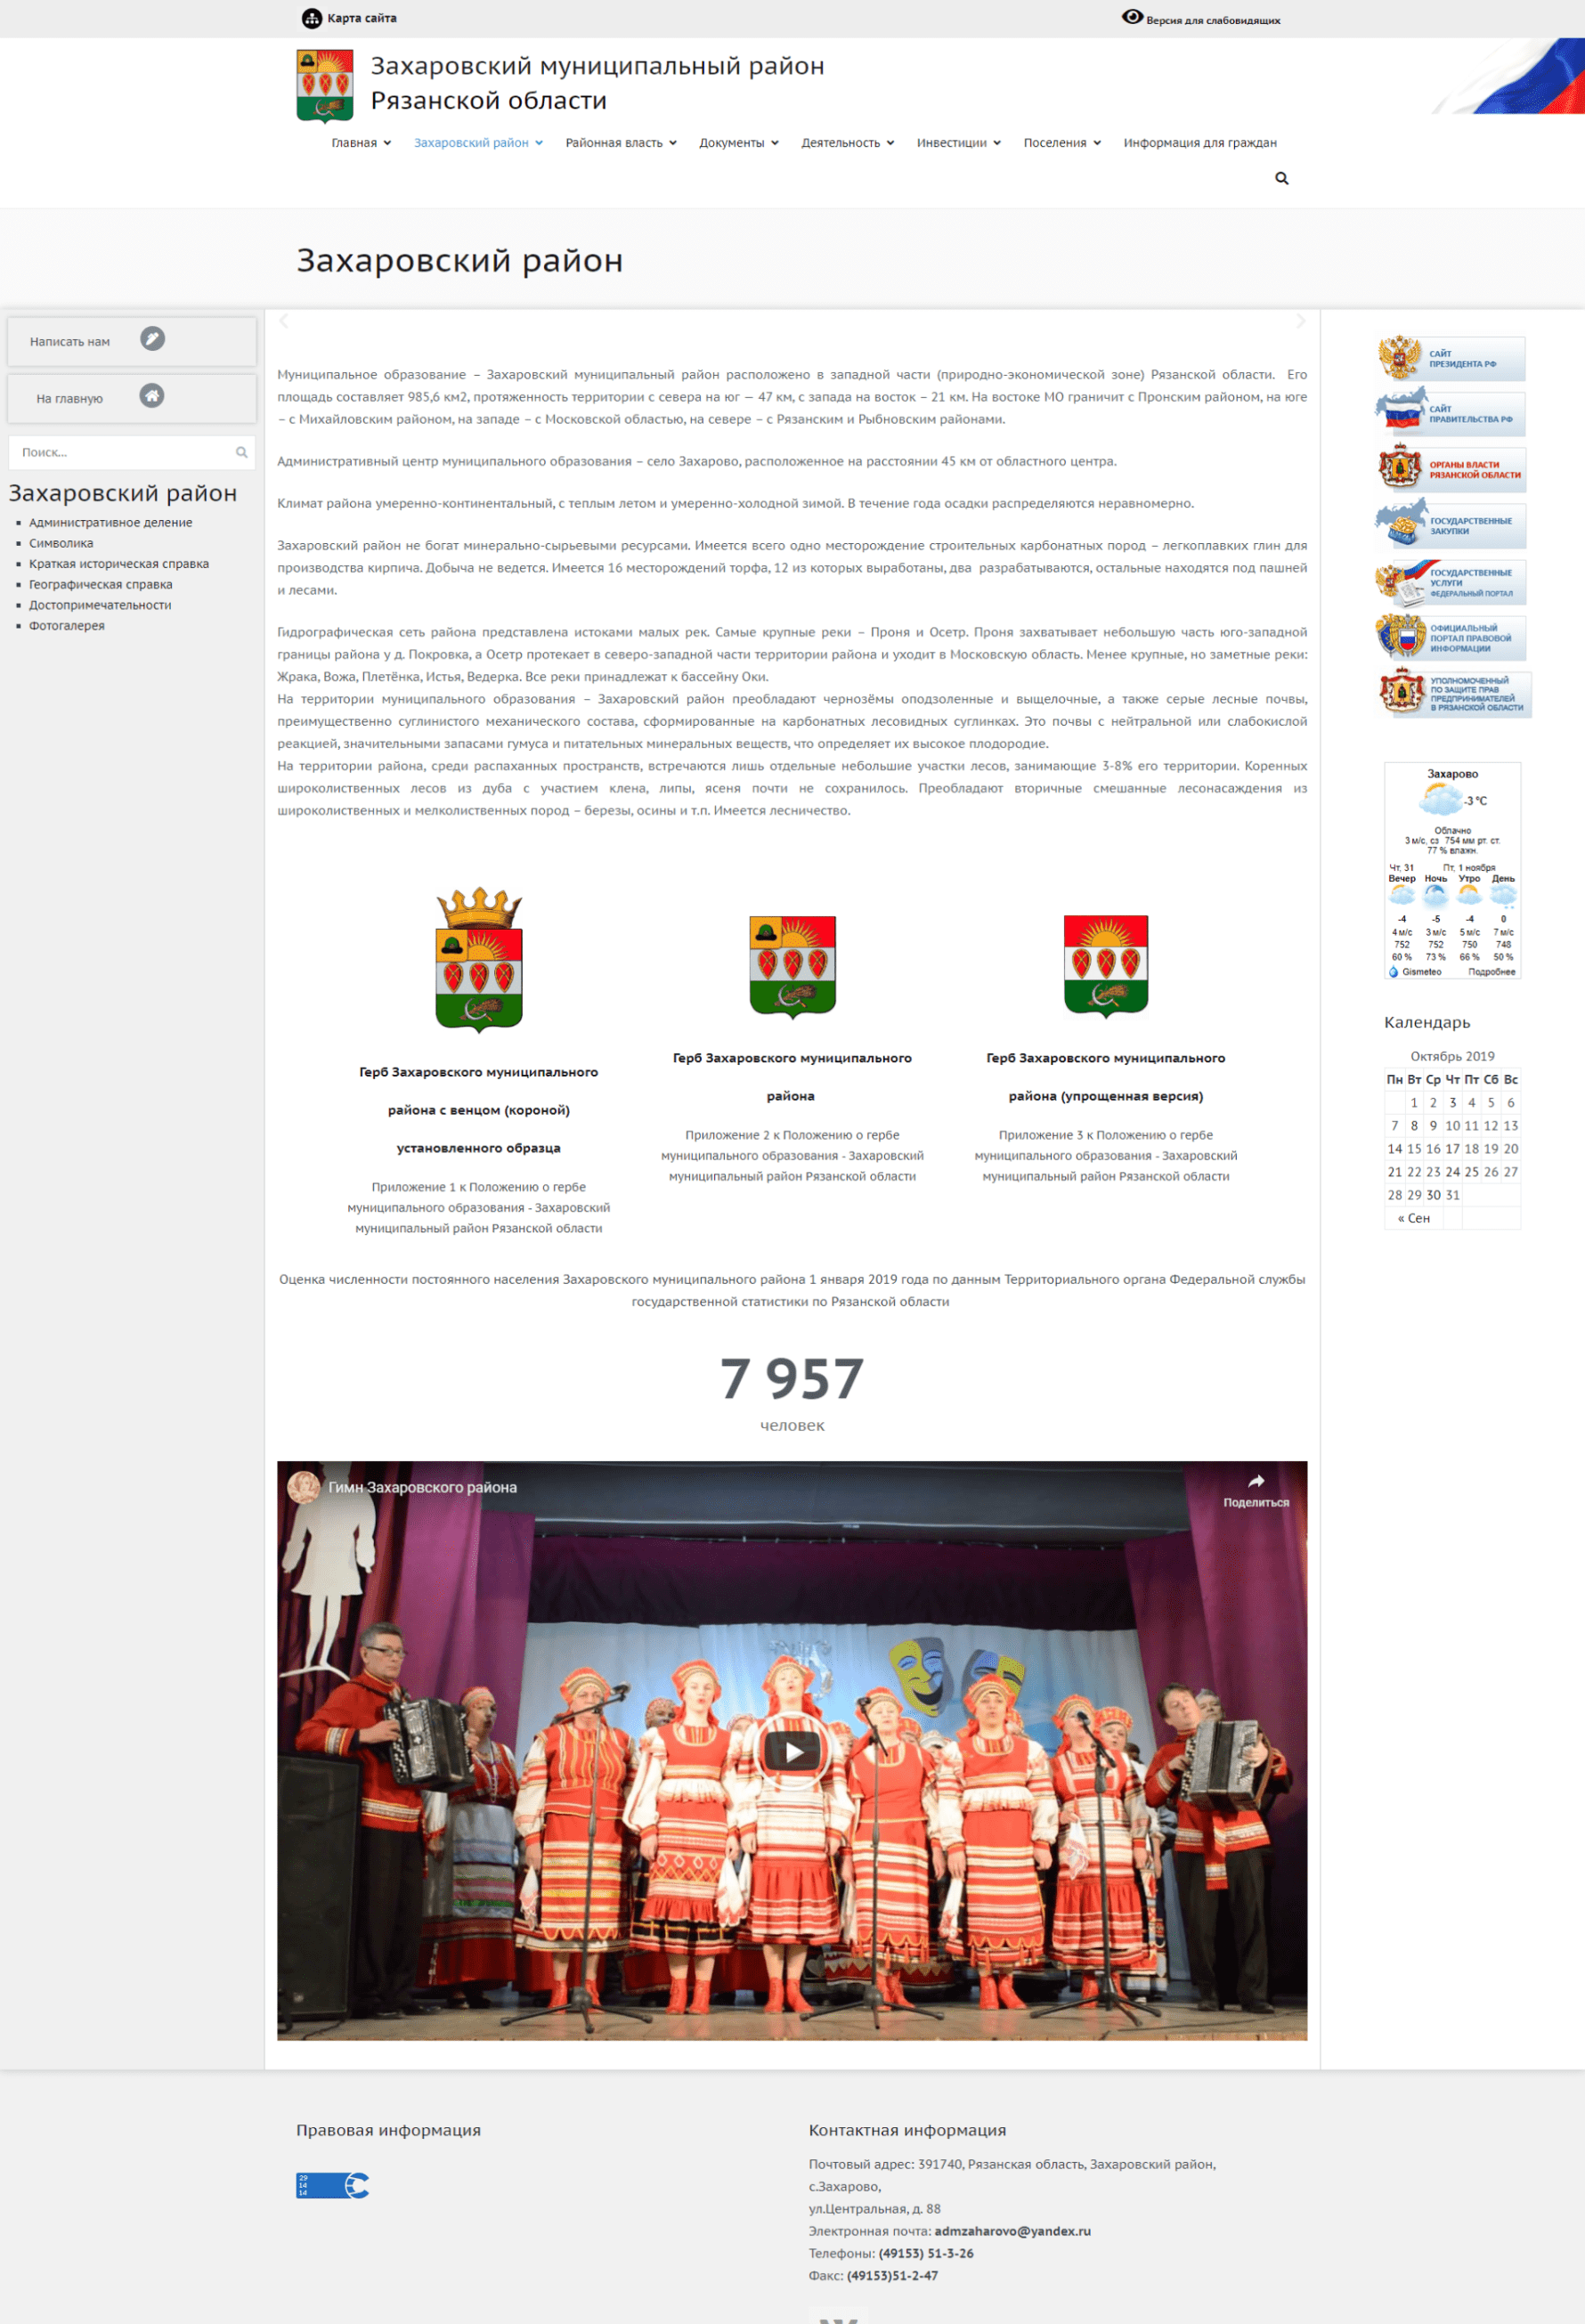 Карта сайта
Версия для слабовидящих
Захаровский муниципальный район
Рязанской области
Главная
Захаровский район
Районная власть
Документы
Деятельность
Инвестиции
Поселения
Информация для граждан
Захаровский район
Написать нам
На главную
Поиск...
Захаровский район
Административное деление
Символика
Краткая историческая справка
Географическая справка
Достопримечательности
Фотогалерея
Муниципальное образование – Захаровский муниципальный район расположено в западной части (природно-экономической зоне) Рязанской области. Его
площадь составляет 985,6 км2, протяженность территории с севера на юг — 47 км, с запада на восток – 21 км. На востоке МО граничит с Пронским районом, на юге
– с Михайловским районом, на западе – с Московской областью, на севере – с Рязанским и Рыбновским районами.
Административный центр муниципального образования – село Захарово, расположенное на расстоянии 45 км от областного центра.
Климат района умеренно-континентальный, с теплым летом и умеренно-холодной зимой. В течение года осадки распределяются неравномерно.
Захаровский район не богат минерально-сырьевыми ресурсами. Имеется всего одно месторождение строительных карбонатных пород – легкоплавких глин для
производства кирпича. Добыча не ведется. Имеется 16 месторождений торфа, 12 из которых выработаны, два разрабатываются, остальные находятся под пашней
и лесами.
Гидрографическая сеть района представлена истоками малых рек. Самые крупные реки – Проня и Осетр. Проня захватывает небольшую часть юго-западной
границы района у д. Покровка, а Осетр протекает в северо-западной части территории района и уходит в Московскую область. Менее крупные, но заметные реки:
Жрака, Вожа, Плетёнка, Истья, Ведерка. Все реки принадлежат к бассейну Оки.
На территории муниципального образования – Захаровский район преобладают чернозёмы оподзоленные и выщелочные, а также серые лесные почвы,
преимущественно суглинистого механического состава, сформированные на карбонатных лесовидных суглинках. Это почвы с нейтральной или слабокислой
реакцией, значительными запасами гумуса и питательных минеральных веществ, что определяет их высокое плодородие.
На территории района, среди распаханных пространств, встречаются лишь отдельные небольшие участки лесов, занимающие 3-8% его территории. Коренных
широколиственных лесов из дуба с участием клена, липы, ясеня почти не сохранилось. Преобладают вторичные смешанные лесонасаждения из
широколиственных и мелколиственных пород – березы, осины и т.п. Имеется лесничество.
Герб Захаровского муниципального
района с венцом (короной)
установленного образца
Приложение 1 к Положению о гербе
муниципального образования - Захаровский
муниципальный район Рязанской области
Герб Захаровского муниципального
района
Приложение 2 к Положению о гербе
муниципального образования - Захаровский
муниципальный район Рязанской области
Герб Захаровского муниципального
района (упрощенная версия)
Приложение 3 к Положению о гербе
муниципального образования - Захаровский
муниципальный район Рязанской области
Оценка численности постоянного населения Захаровского муниципального района 1 января 2019 года по данным Территориального органа Федеральной службы
государственной статистики по Рязанской области
7 957
человек
Гимн Захаровского района
Поделиться
САЙТ
ПРЕЗИДЕНТА РФ
САЙТ
ПРАВИТЕЛЬСТВА РФ
ОРГАНЫ ВЛАСТИ
РЯЗАНСКОЙ ОБЛАСТИ
ГОСУДАРСТВЕННЫЕ
ЗАКУПКИ
ГОСУДАРСТВЕННЫЕ
УСЛУГИ
ФЕДЕРАЛЬНЫЙ ПОРТАЛ
ОФИЦИАЛЬНЫЙ
ПОРТАЛ ПРАВОВОЙ
ИНФОРМАЦИИ
УПОЛНОМОЧЕННЫЙ
ПО ЗАЩИТЕ ПРАВ
ПРЕДПРИНИМАТЕЛЕЙ
В РЯЗАНСКОЙ ОБЛАСТИ
Захарово
-3 °C
Облачно
3 м/с, сз 754 мм рт. ст.
77 % влажн.
Чт, 31 Пт, 1 ноября
Вечер Ночь Утро День
-4 -5 -4 0
4 м/с 3 м/с 5 м/с 7 м/с
752 752 750 748
60 % 73 % 66 % 50 %
Gismeteo Подробнее
Календарь
Октябрь 2019
Пн Вт Ср Чт Пт Сб Вс
1 2 3 4 5 6
7 8 9 10 11 12 13
14 15 16 17 18 19 20
21 22 23 24 25 26 27
28 29 30 31
« Сен
Правовая информация
29
14
14
Контактная информация
Почтовый адрес: 391740, Рязанская область, Захаровский район,
с.Захарово,
ул.Центральная, д. 88
Электронная почта: admzaharovo@yandex.ru
Телефоны: (49153) 51-3-26
Факс: (49153)51-2-47